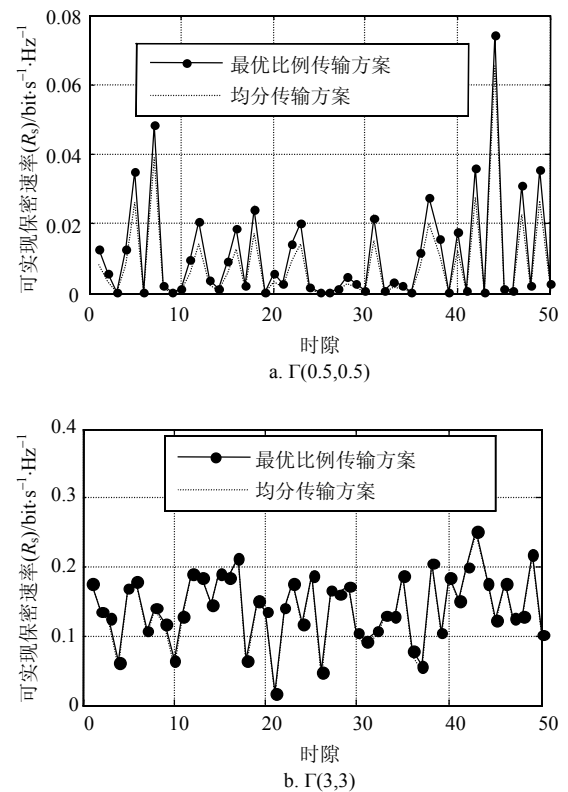 0.08
0.06
0.04
0.02
0
可实现保密速率(Rs)/bit·s⁻¹·Hz⁻¹
最优比例传输方案
均分传输方案
0 10 20 30 40 50
时隙
a. Γ(0.5,0.5)
0.4
0.3
0.2
0.1
0
可实现保密速率(Rs)/bit·s⁻¹·Hz⁻¹
最优比例传输方案
均分传输方案
0 10 20 30 40 50
时隙
b. Γ(3,3)